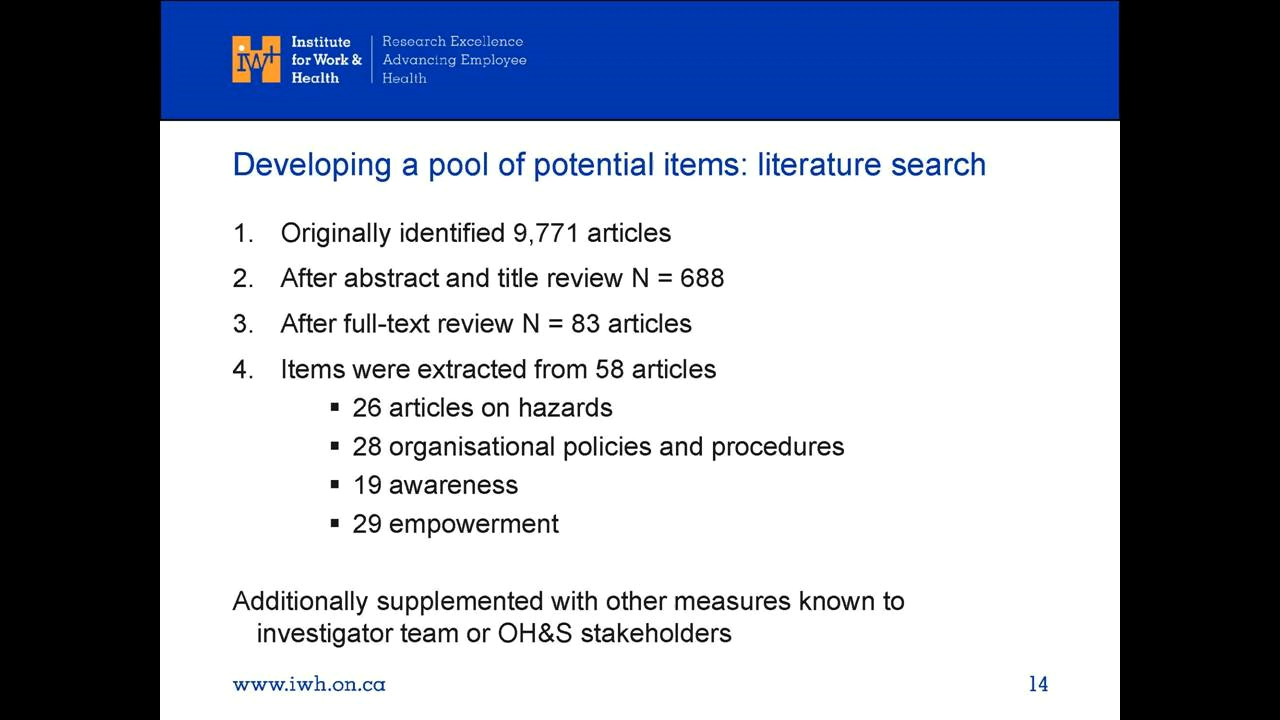 iw+
Institute
for Work &
Health
Research Excellence
Advancing Employee
Health
Developing a pool of potential items: literature search
1. Originally identified 9,771 articles
2. After abstract and title review N = 688
3. After full-text review N = 83 articles
4. Items were extracted from 58 articles
▪ 26 articles on hazards
▪ 28 organisational policies and procedures
▪ 19 awareness
▪ 29 empowerment
Additionally supplemented with other measures known to
investigator team or OH&S stakeholders
www.iwh.on.ca
14